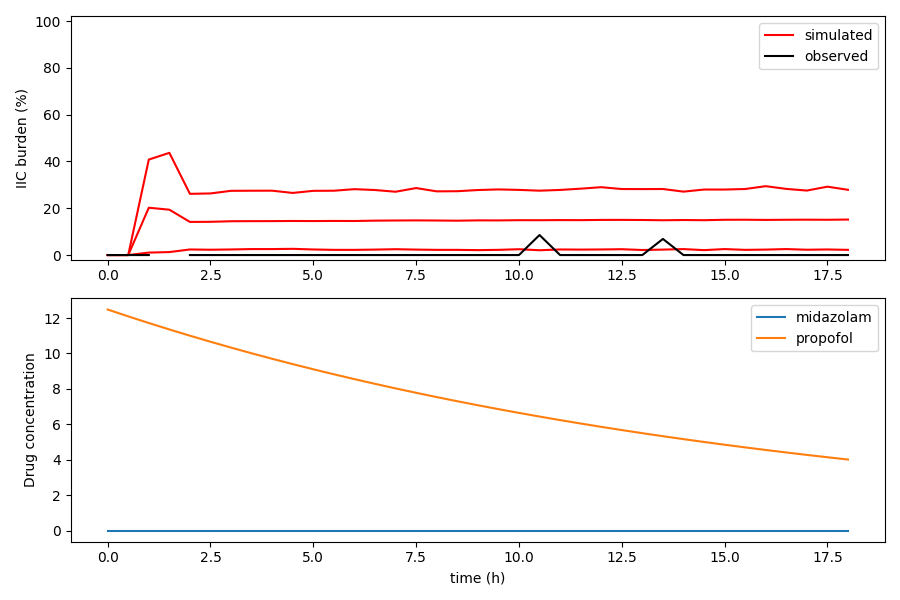 100
80
60
40
20
0
IIC burden (%)
simulated
observed
0.0 2.5 5.0 7.5 10.0 12.5 15.0 17.5
12
10
8
6
4
2
0
Drug concentration
midazolam
propofol
0.0 2.5 5.0 7.5 10.0 12.5 15.0 17.5
time (h)